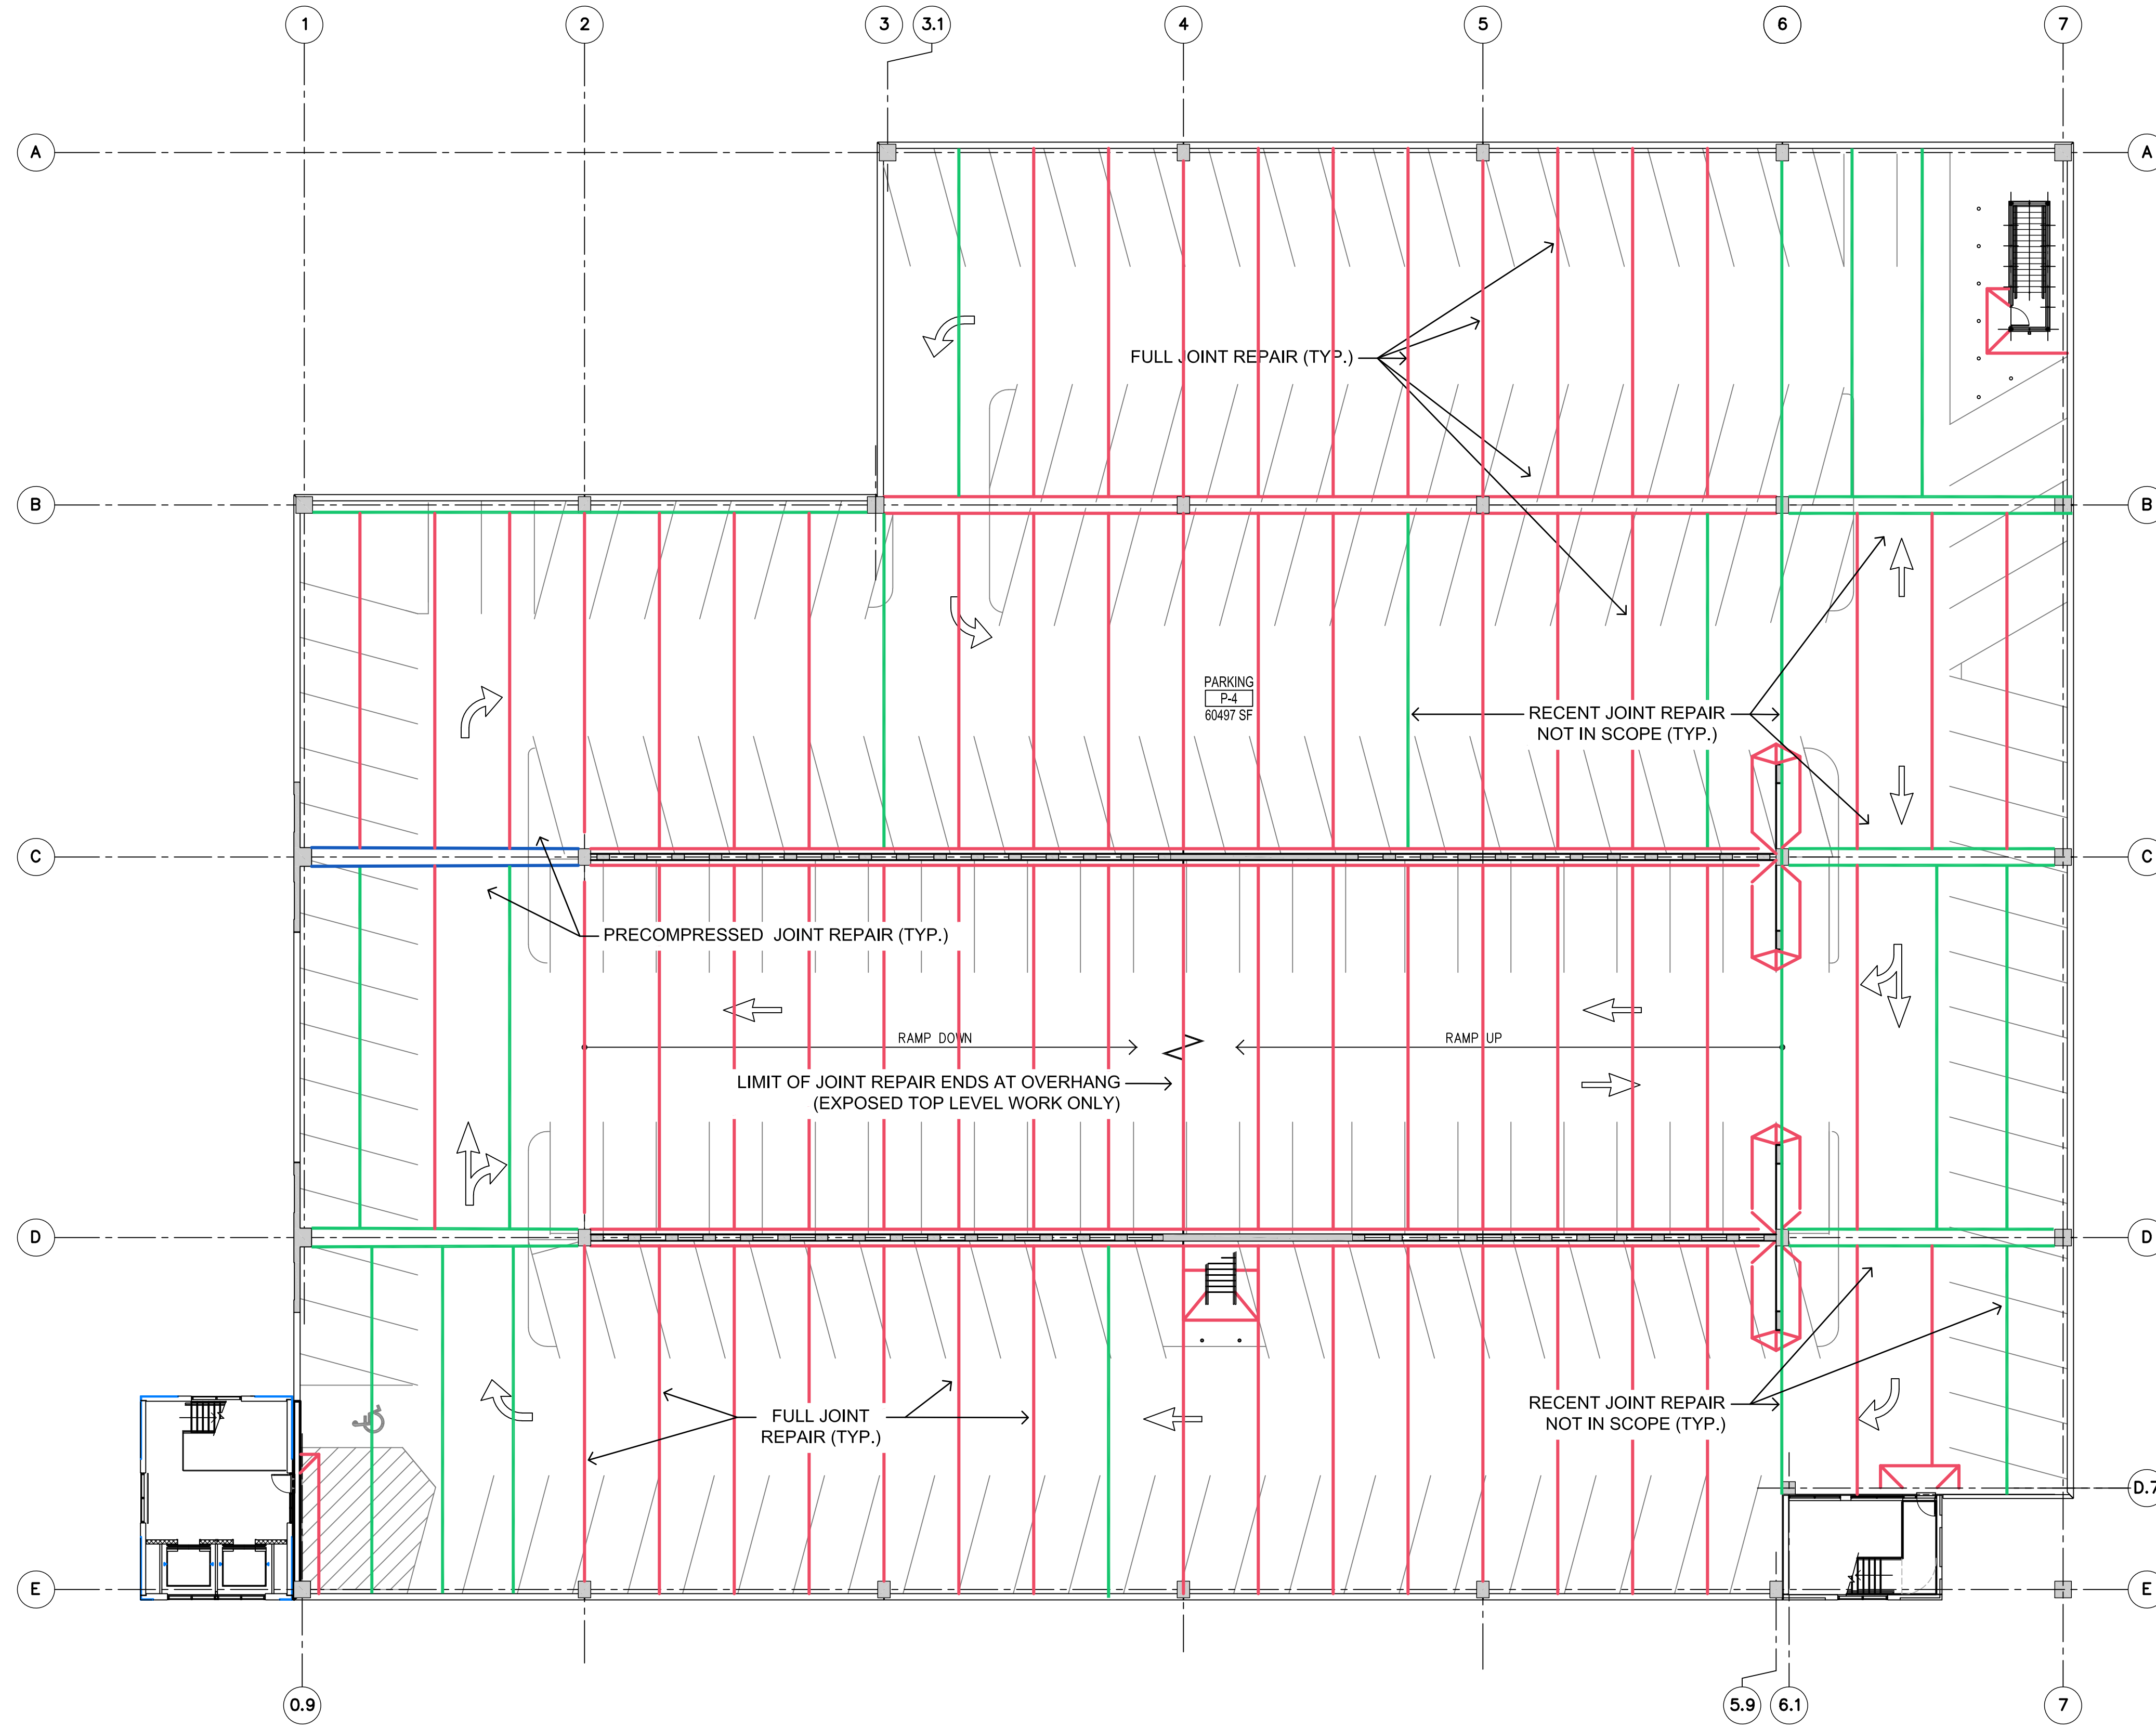 1
2
3
3.1
4
5
6
7
A
A
FULL JOINT REPAIR (TYP.)
B
B
PARKING
P-4
60497 SF
RECENT JOINT REPAIR
NOT IN SCOPE (TYP.)
C
C
PRECOMPRESSED JOINT REPAIR (TYP.)
RAMP DOWN
RAMP UP
LIMIT OF JOINT REPAIR ENDS AT OVERHANG
(EXPOSED TOP LEVEL WORK ONLY)
D
D
FULL JOINT
REPAIR (TYP.)
RECENT JOINT REPAIR
NOT IN SCOPE (TYP.)
D.7
E
E
0.9
5.9
6.1
7